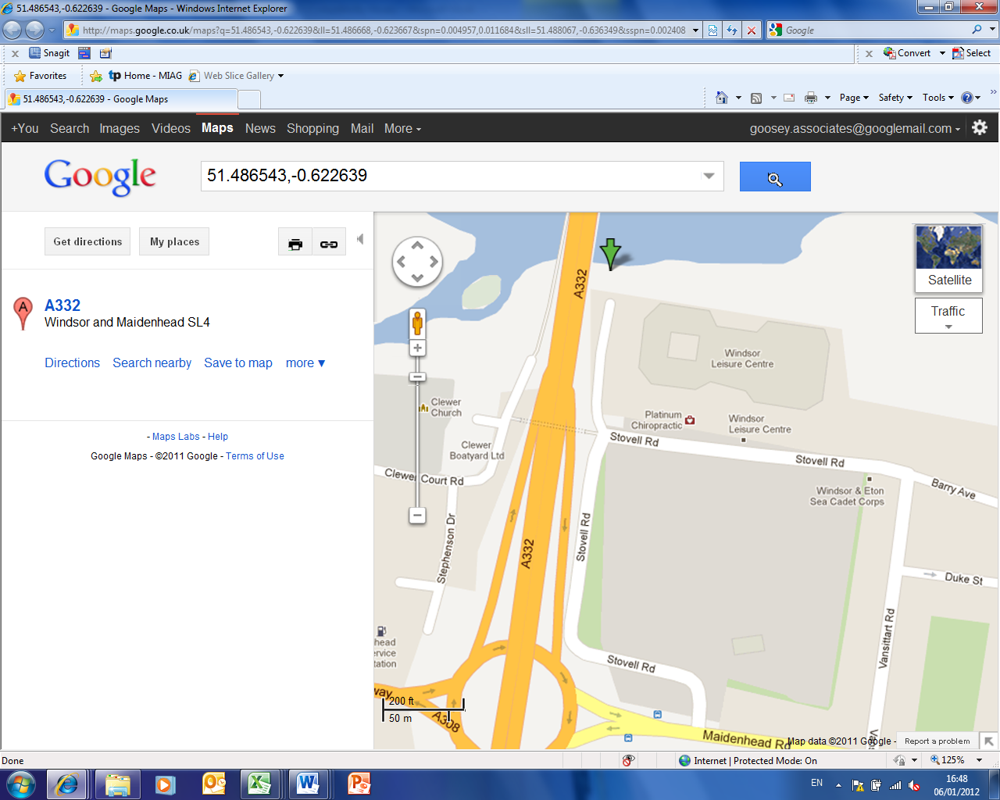 51.486543,-0.622639 - Google Maps - Windows Internet Explorer
http://maps.google.co.uk/maps?q=51.486543,-0.622639&ll=51.486668,-0.623667&spn=0.004957,0.011684&sll=51.488067,-0.636349&sspn=0.002408
Google
x Snagit
x Convert Select
Favorites tp Home - MIAG Web Slice Gallery
51.486543,-0.622639 - Google Maps
Page Safety Tools »
+You Search Images Videos Maps News Shopping Mail More
goosey.associates@googlemail.com
Google
51.486543,-0.622639
Get directions My places
A
A332
Windsor and Maidenhead SL4
Directions Search nearby Save to map more ▼
- Maps Labs - Help
Google Maps - ©2011 Google - Terms of Use
A332
Satellite
Traffic
Windsor
Leisure Centre
Clewer
Church
Platinum
Chiropractic
Windsor
Leisure Centre
Stovell Rd
Clewer
Boatyard Ltd
Stovell Rd
Clewer Court Rd
Windsor & Eton
Sea Cadet Corps
Barry Ave
Stephenson Dr
A332
Stovell Rd
Duke St
Vansittart Rd
head
ervice
tation
Stovell Rd
way
200 ft
50 m
A308
Maidenhead Rd
Vans
Map data ©2011 Google -
Report a problem
Done
Internet | Protected Mode: On
125%
EN
16:48
06/01/2012